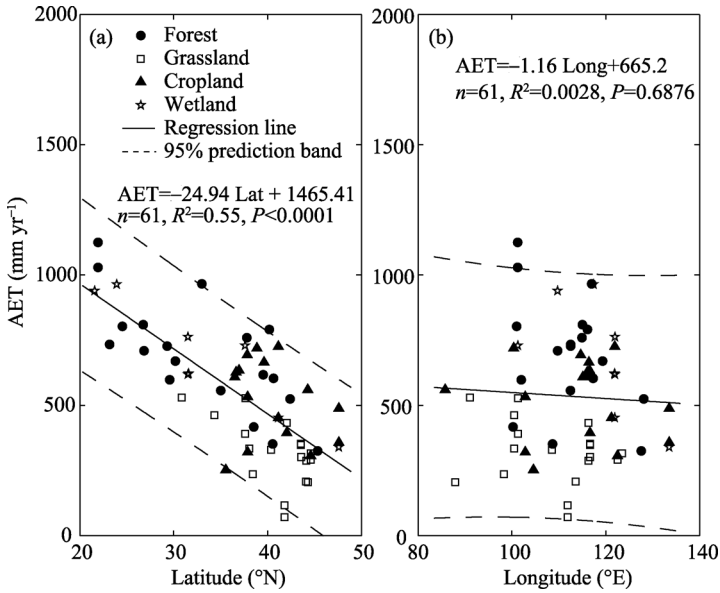 (a)
Forest
Grassland
Cropland
Wetland
Regression line
95% prediction band
AET=–24.94 Lat + 1465.41
n=61, R²=0.55, P<0.0001
AET (mm yr⁻¹)
2000
1500
1000
500
0
20 30 40 50
Latitude (°N)
(b)
AET=–1.16 Long+665.2
n=61, R²=0.0028, P=0.6876
2000
1500
1000
500
0
80 100 120 140
Longitude (°E)